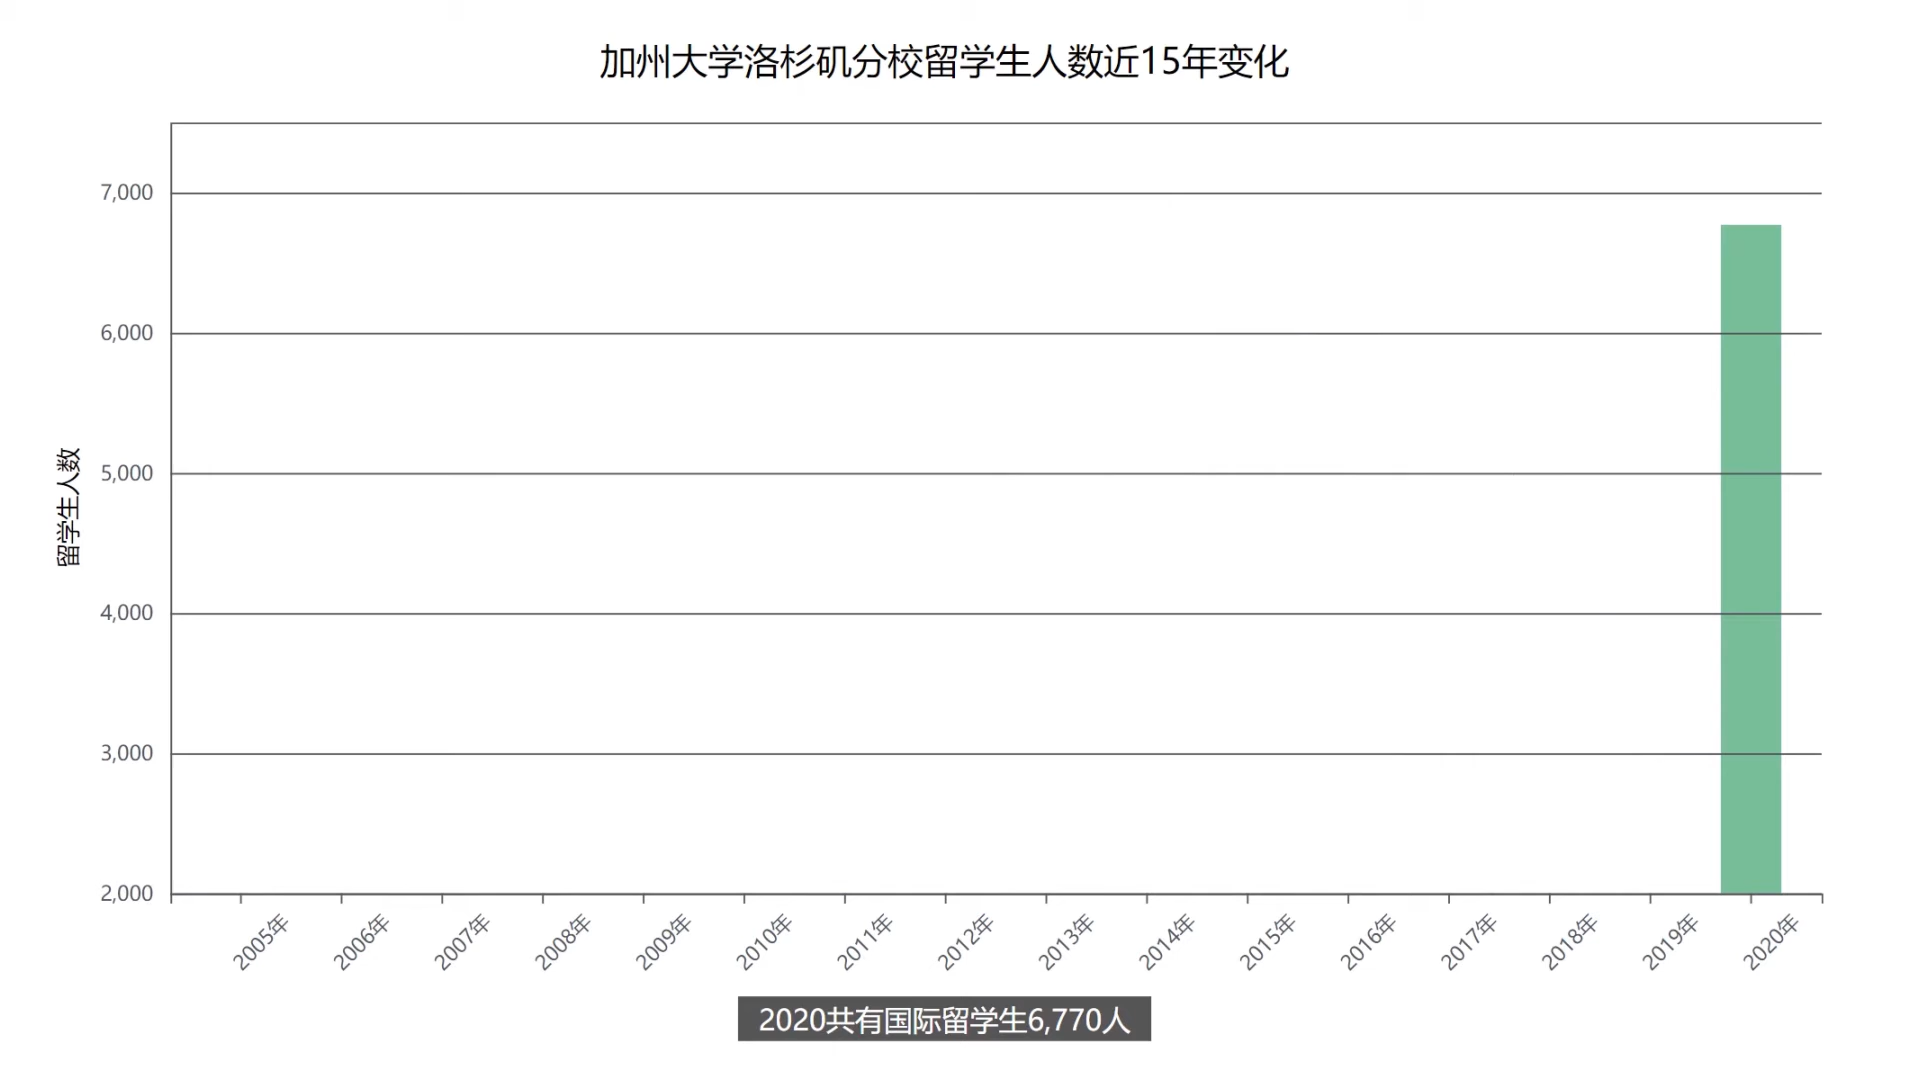 加州大学洛杉矶分校留学生人数近15年变化
留学生人数
7,000
6,000
5,000
4,000
3,000
2,000
2005年
2006年
2007年
2008年
2009年
2010年
2011年
2012年
2013年
2014年
2015年
2016年
2017年
2018年
2019年
2020年
2020共有国际留学生6,770人